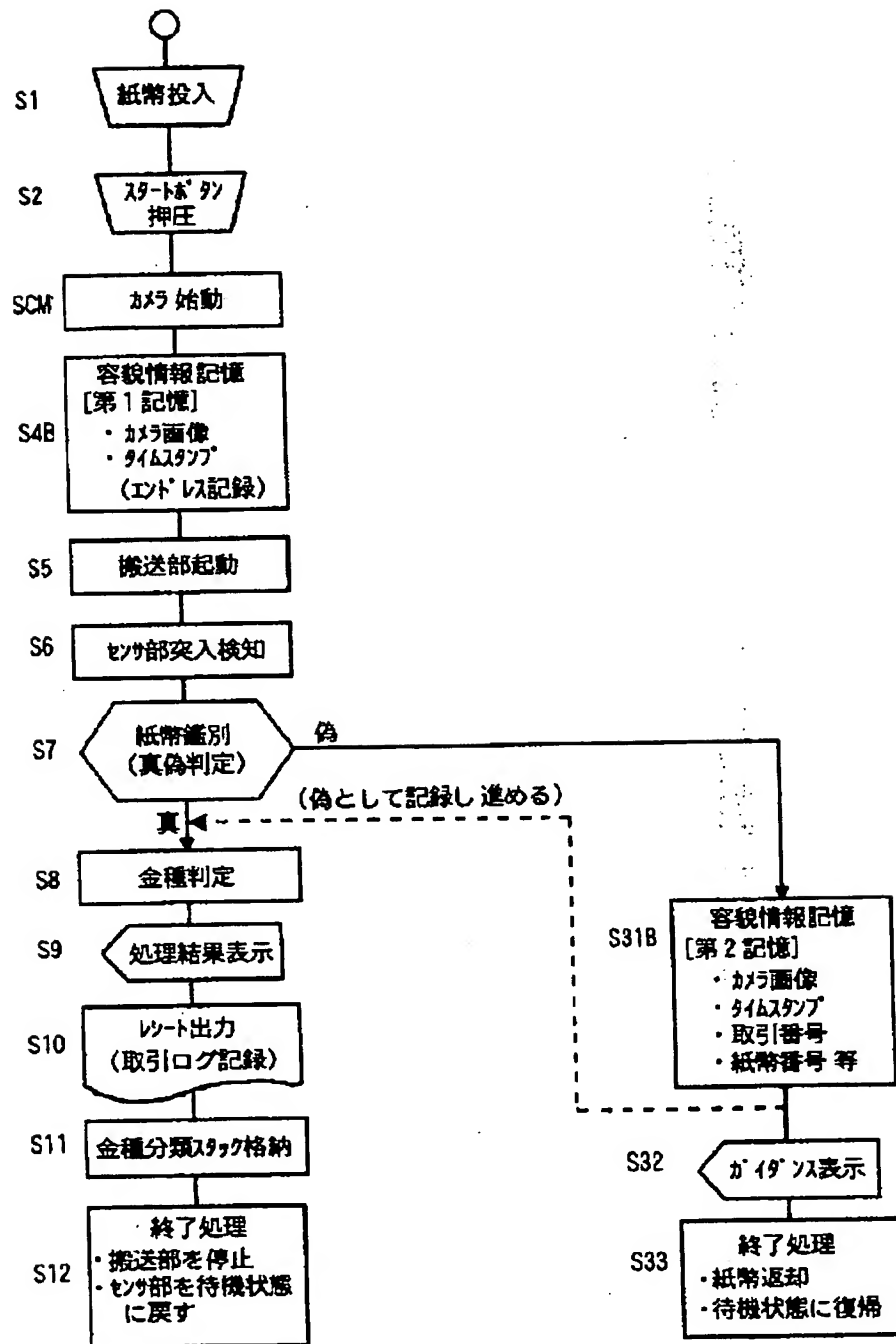 S1
紙幣投入
S2
スタートボタン
押圧
SCM
カメラ 始動
S4B
容貌情報記憶
[第1記憶]
・カメラ画像
・タイムスタンプ
(エンドレス記録)
S5
搬送部起動
S6
センサ部突入検知
S7
紙幣鑑別
(真偽判定)
偽
(偽として記録し 進める)
真
S8
金種判定
S9
処理結果表示
S10
レシート出力
(取引ログ記録)
S11
金種分類スタック格納
S12
終了処理
・搬送部を停止
・センサ部を待機状態
に戻す
S31B
容貌情報記憶
[第2記憶]
・カメラ画像
・タイムスタンプ
・取引番号
・紙幣番号 等
S32
ガイダンス表示
S33
終了処理
・紙幣返却
・待機状態に復帰